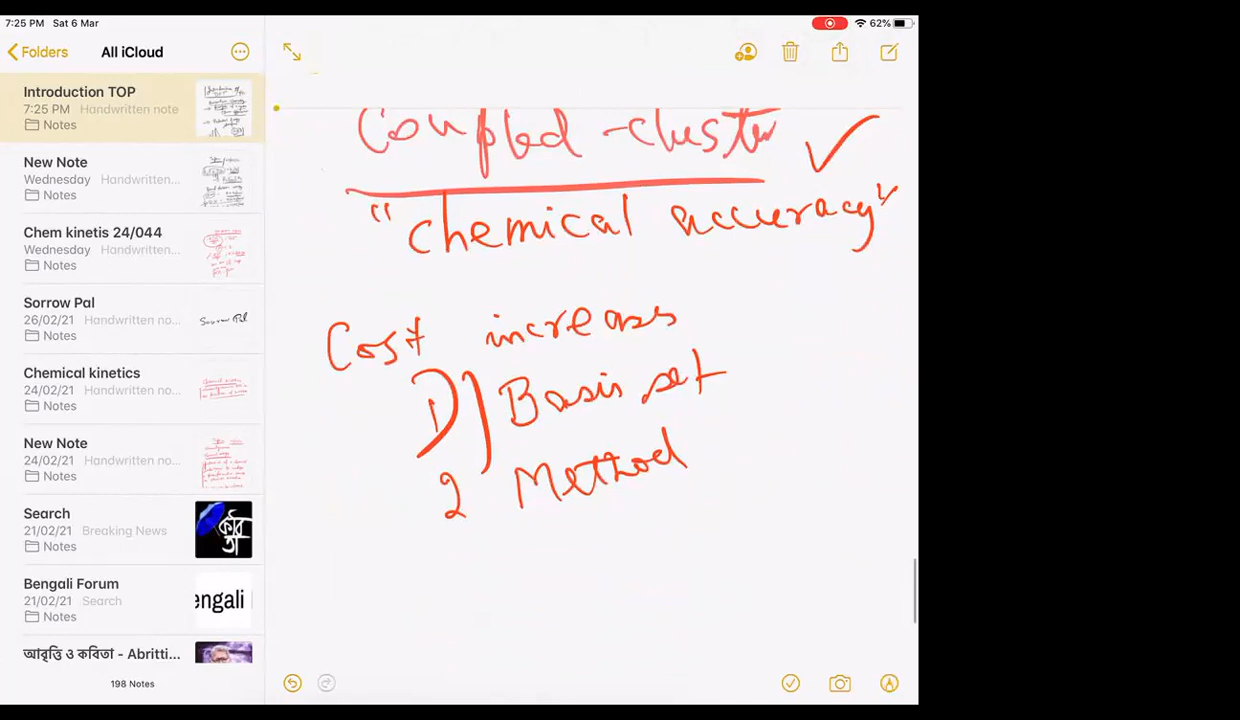 7:25 PM Sat 6 Mar
62%
Folders
All iCloud
Introduction TOP
7:25 PM Handwritten note
Notes
New Note
Wednesday Handwritten...
Notes
Chem kinetis 24/044
Wednesday Handwritten...
Notes
Sorrow Pal
26/02/21 Handwritten no...
Notes
Chemical kinetics
24/02/21 Handwritten no...
Notes
New Note
24/02/21 Handwritten no...
Notes
Search
21/02/21 Breaking News
Notes
Bengali Forum
21/02/21 Search
Notes
engali
আবৃত্তি ও কবিতা - Abritti...
198 Notes
Coupled-cluster ✓
"chemical accuracy"
Cost increases
1) Basis set
2 Method